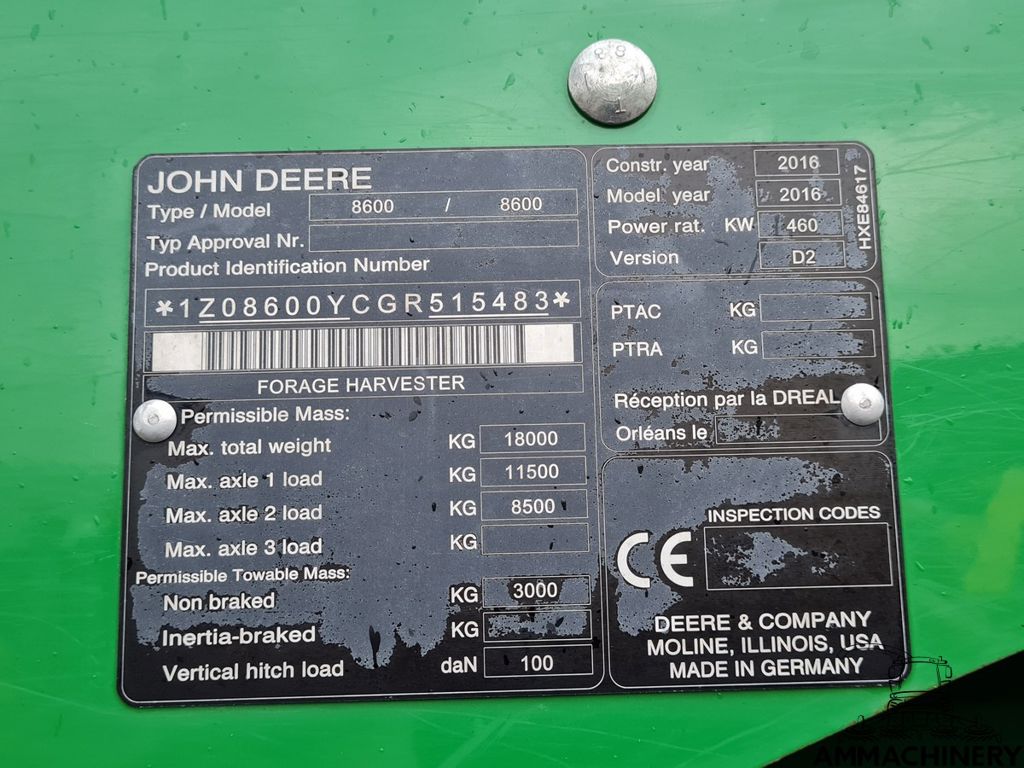 JOHN DEERE
Type / Model 8600 / 8600
Typ Approval Nr.
Product Identification Number
*1Z08600YCGR515483*
FORAGE HARVESTER
Permissible Mass:
Max. total weight KG 18000
Max. axle 1 load KG 11500
Max. axle 2 load KG 8500
Max. axle 3 load KG
Permissible Towable Mass:
Non braked KG 3000
Inertia-braked KG
Vertical hitch load daN 100
Constr. year 2016
Model year 2016
Power rat. KW 460
Version D2
HXE84617
PTAC KG
PTRA KG
Réception par la DREAL
Orléans le
INSPECTION CODES
CE
DEERE & COMPANY
MOLINE, ILLINOIS, USA
MADE IN GERMANY
8.8
AMMACHINERY